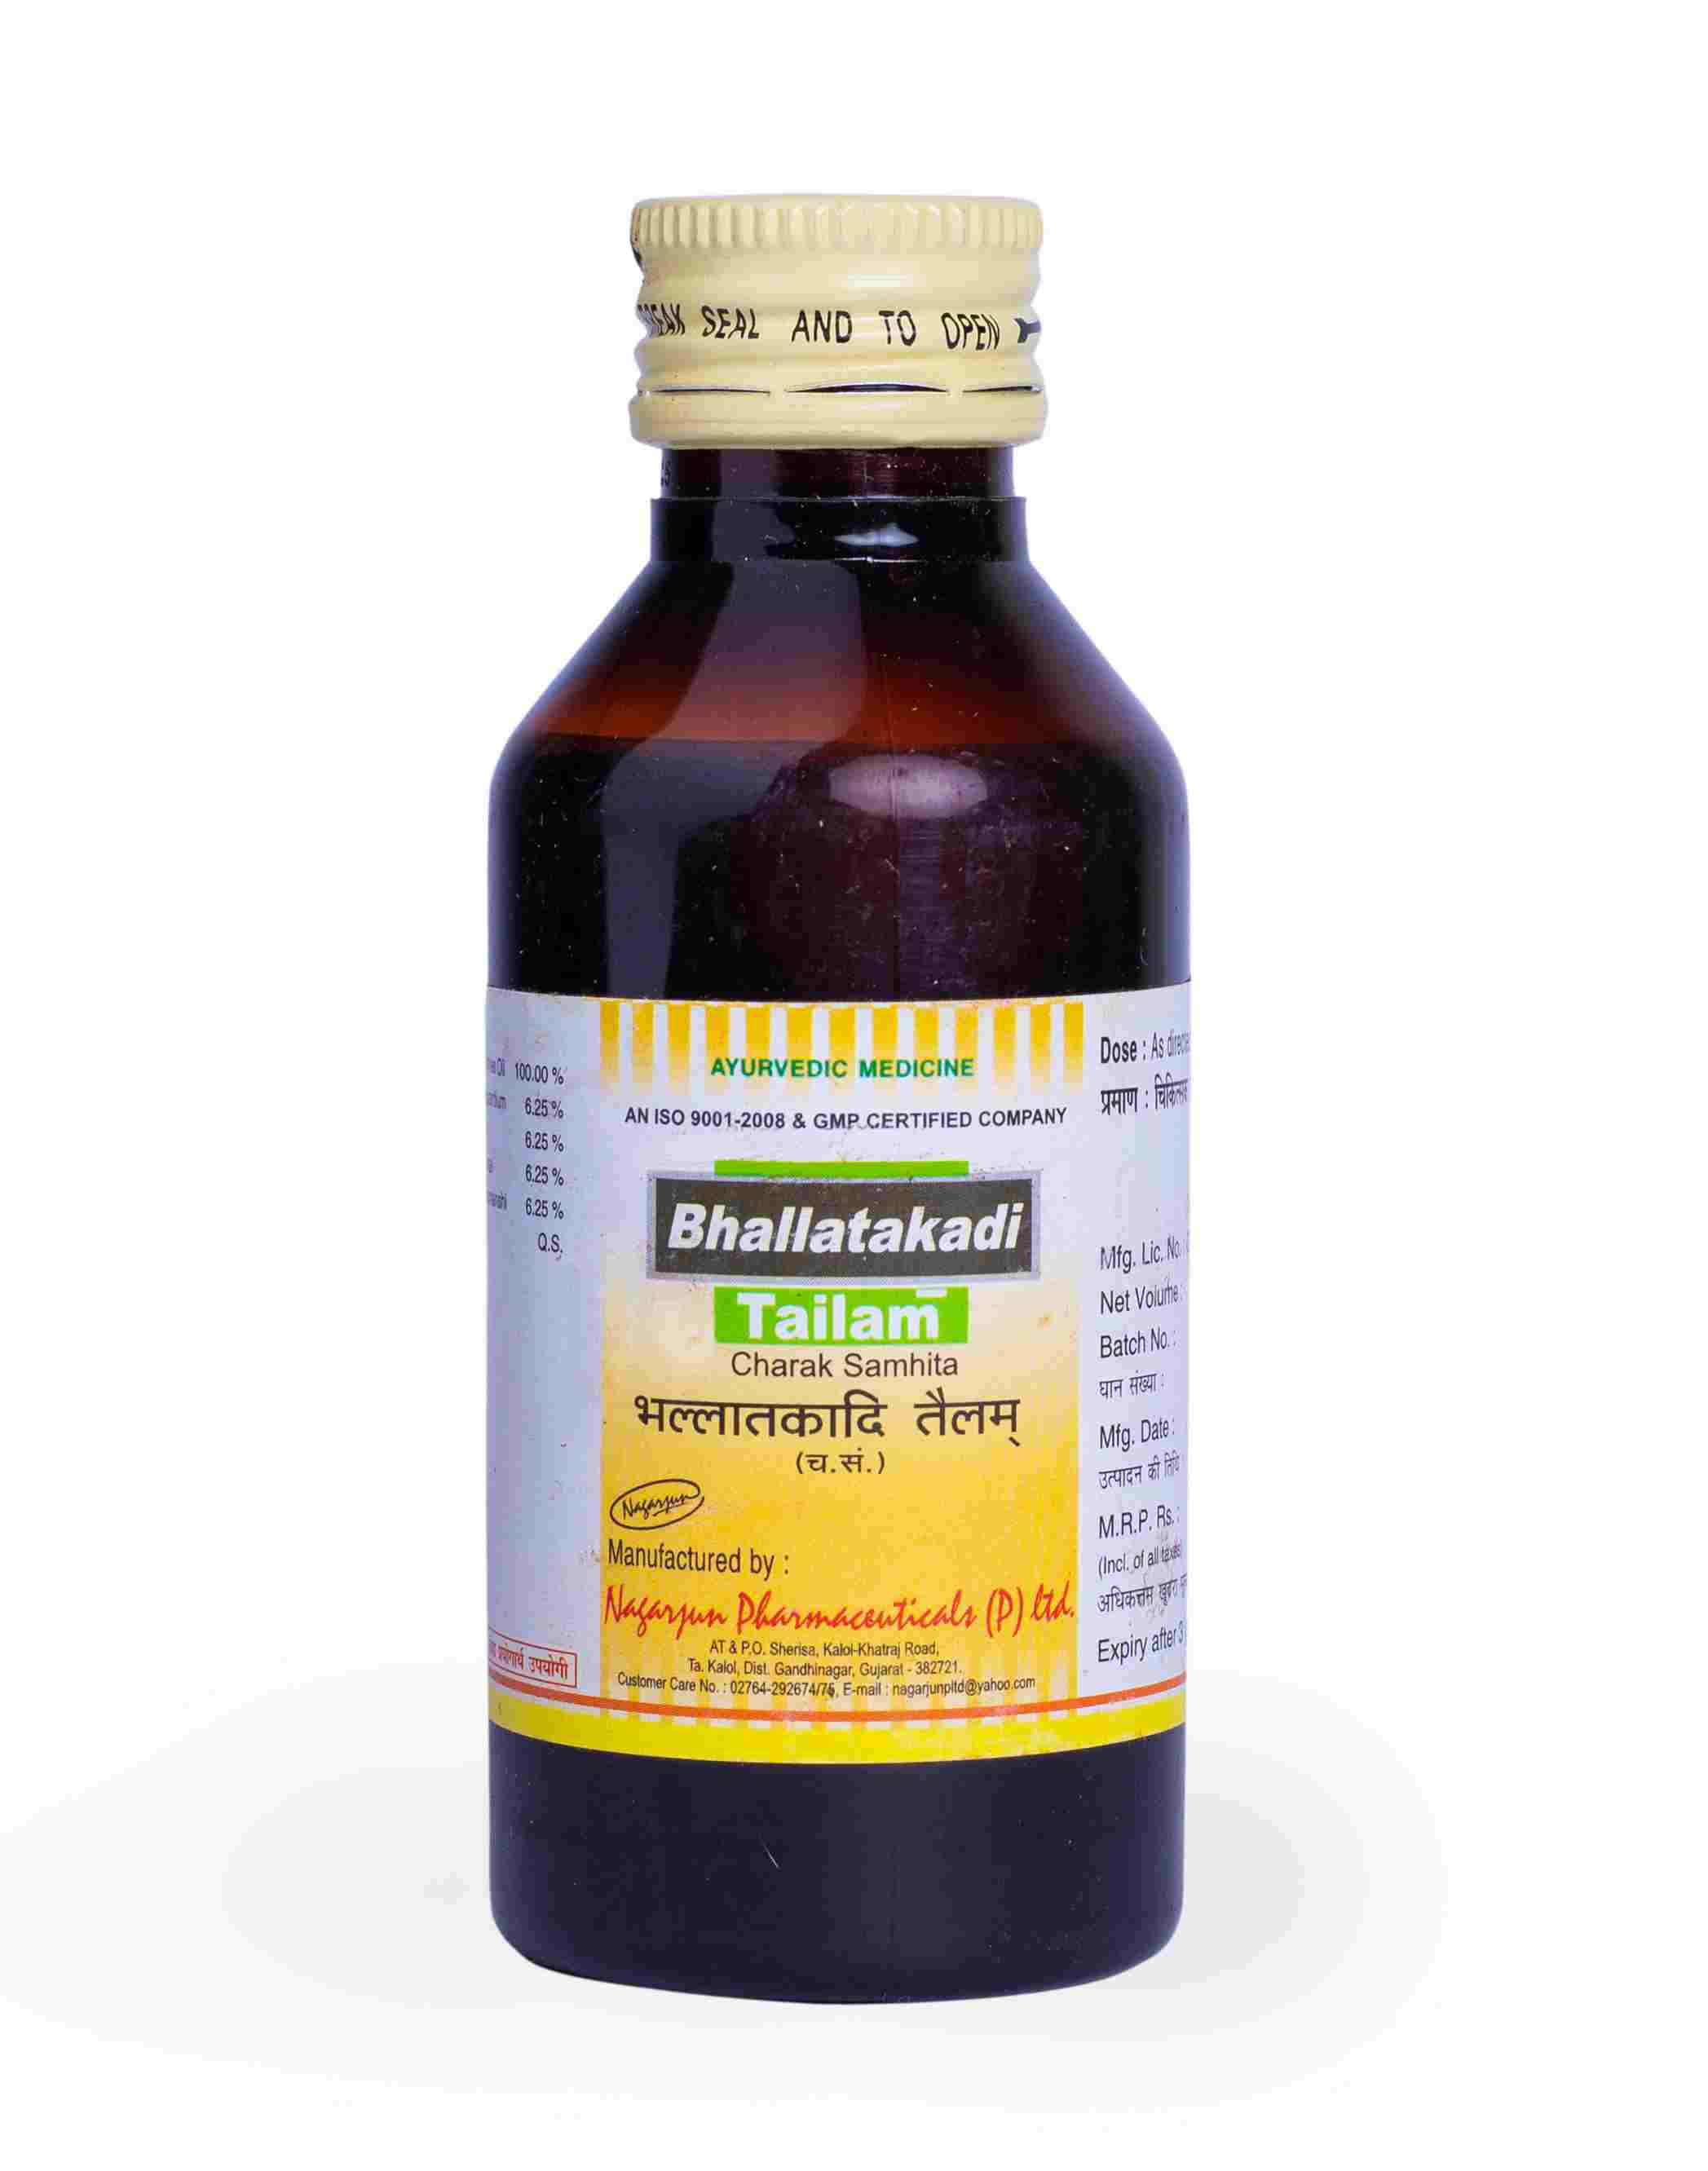 SEAL AND TO OPEN
Oil 100.00 %
6.25 %
6.25 %
6.25 %
6.25 %
Q.S.
उपयोगी
AYURVEDIC MEDICINE
AN ISO 9001-2008 & GMP CERTIFIED COMPANY
Bhallatakadi
Tailam
Charak Samhita
भल्लातकादि तैलम्
(च.सं.)
Nagarjun
Manufactured by :
Nagarjun Pharmaceuticals (P) ltd.
AT & P.O. Sherisa, Kalol-Khatraj Road,
Ta. Kalol, Dist. Gandhinagar, Gujarat - 382721.
Customer Care No. : 02764-292674/75, E-mail : nagarjunpltd@yahoo.com
Dose : As
प्रमाण :
Mfg. Lic. No.
Net Volume :
Batch No. :
घान संख्या :
Mfg. Date :
उत्पादन की तिथि
M.R.P. Rs. :
(Incl. of all taxes)
Expiry after 3